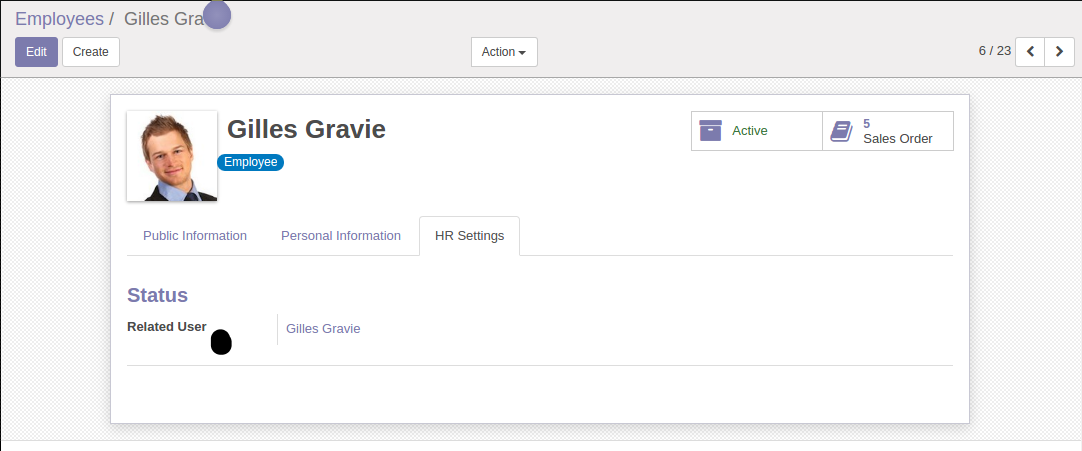 Employees / Gilles Gra
Edit Create Action 6 / 23
Gilles Gravie
Employee
Active
5
Sales Order
Public Information Personal Information HR Settings
Status
Related User Gilles Gravie